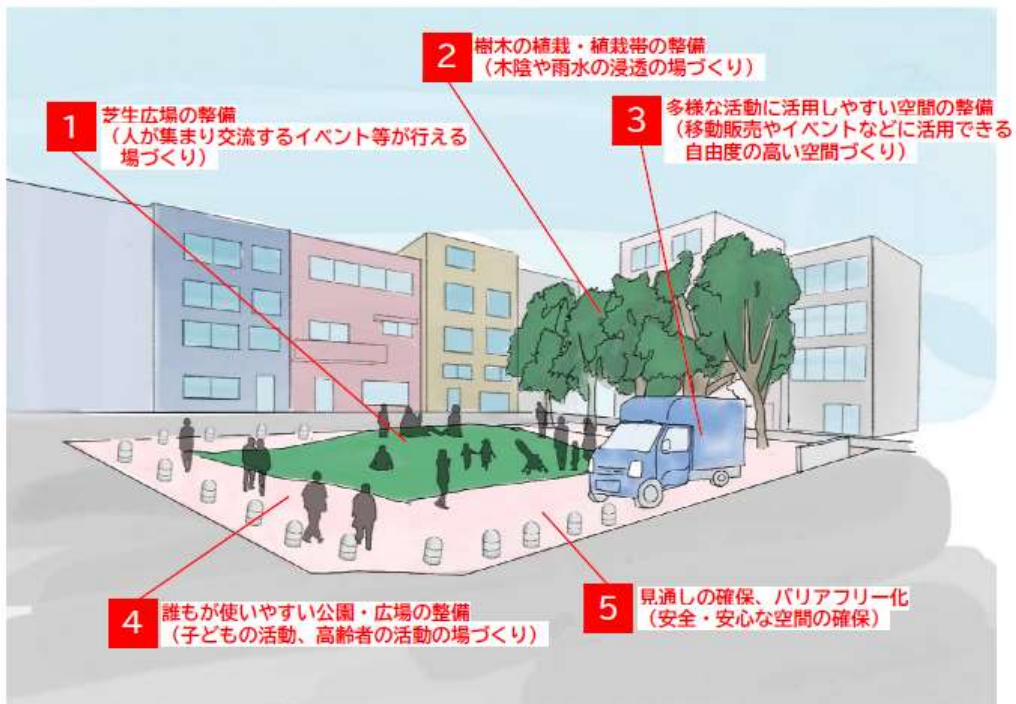 1
芝生広場の整備
（人が集まり交流するイベント等が行える
場づくり）
2
樹木の植栽・植栽帯の整備
（木陰や雨水の浸透の場づくり）
3
多様な活動に活用しやすい空間の整備
（移動販売やイベントなどに活用できる
自由度の高い空間づくり）
4
誰もが使いやすい公園・広場の整備
（子どもの活動、高齢者の活動の場づくり）
5
見通しの確保、バリアフリー化
（安全・安心な空間の確保）